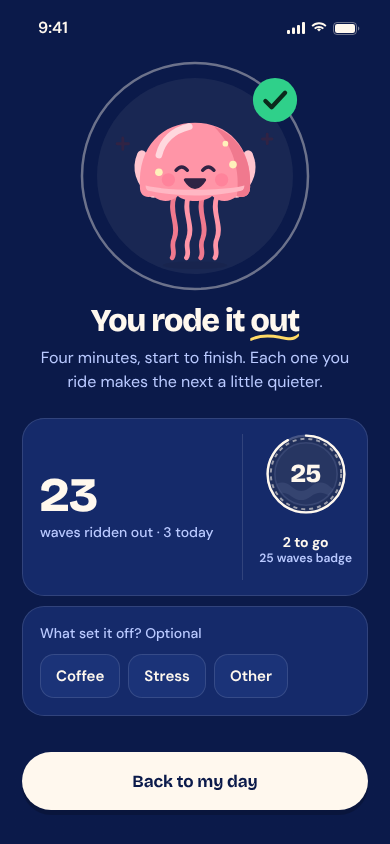 9:41
You rode it out
Four minutes, start to finish. Each one you
ride makes the next a little quieter.
23
waves ridden out · 3 today
25
2 to go
25 waves badge
What set it off? Optional
Coffee
Stress
Other
Back to my day